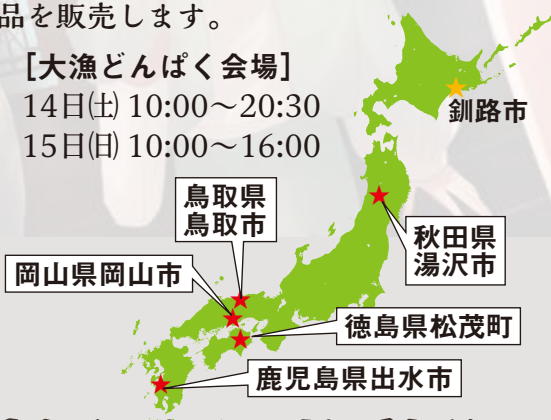 品を販売します。
[大漁どんぱく会場]
14日㈯ 10:00〜20:30
15日㈰ 10:00〜16:00
釧路市
鳥取県
鳥取市
秋田県
湯沢市
岡山県岡山市
徳島県松茂町
鹿児島県出水市